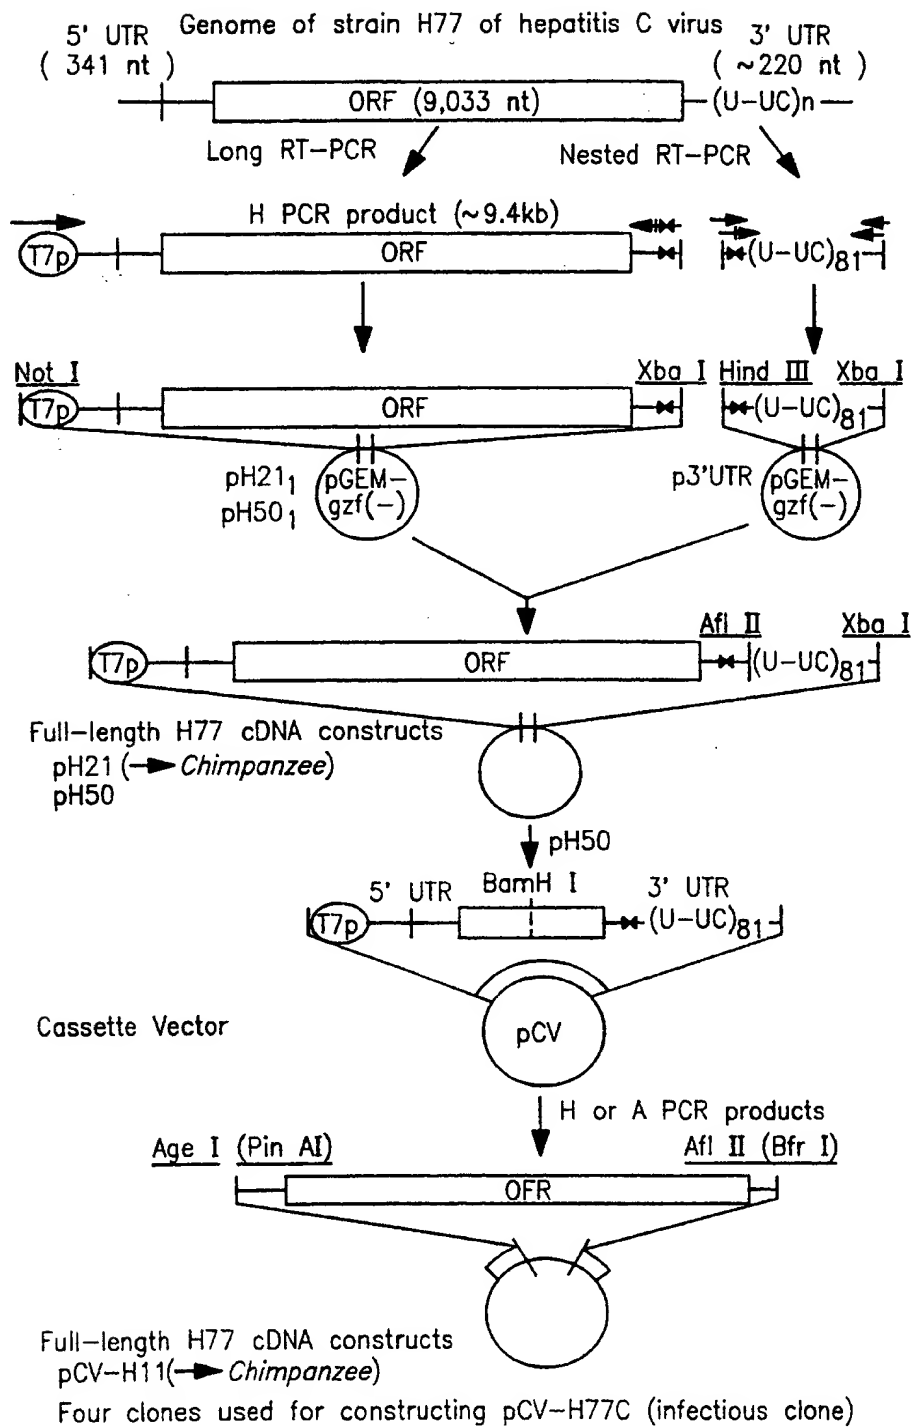 Genome of strain H77 of hepatitis C virus
5' UTR
( 341 nt )
3' UTR
( ~220 nt )
ORF (9,033 nt)
(U-UC)n
Long RT-PCR
Nested RT-PCR
H PCR product (~9.4kb)
T7p
ORF
(U-UC)81
Not I
Xba I
Hind III
Xba I
T7p
ORF
(U-UC)81
pH211
pH501
pGEM-
gzf(-)
p3'UTR
pGEM-
gzf(-)
Afl II
Xba I
T7p
ORF
(U-UC)81
Full-length H77 cDNA constructs
pH21 (→ Chimpanzee)
pH50
pH50
5' UTR
BamH I
3' UTR
T7p
(U-UC)81
Cassette Vector
pCV
H or A PCR products
Age I (Pin AI)
Afl II (Bfr I)
OFR
Full-length H77 cDNA constructs
pCV-H11(→ Chimpanzee)
Four clones used for constructing pCV-H77C (infectious clone)